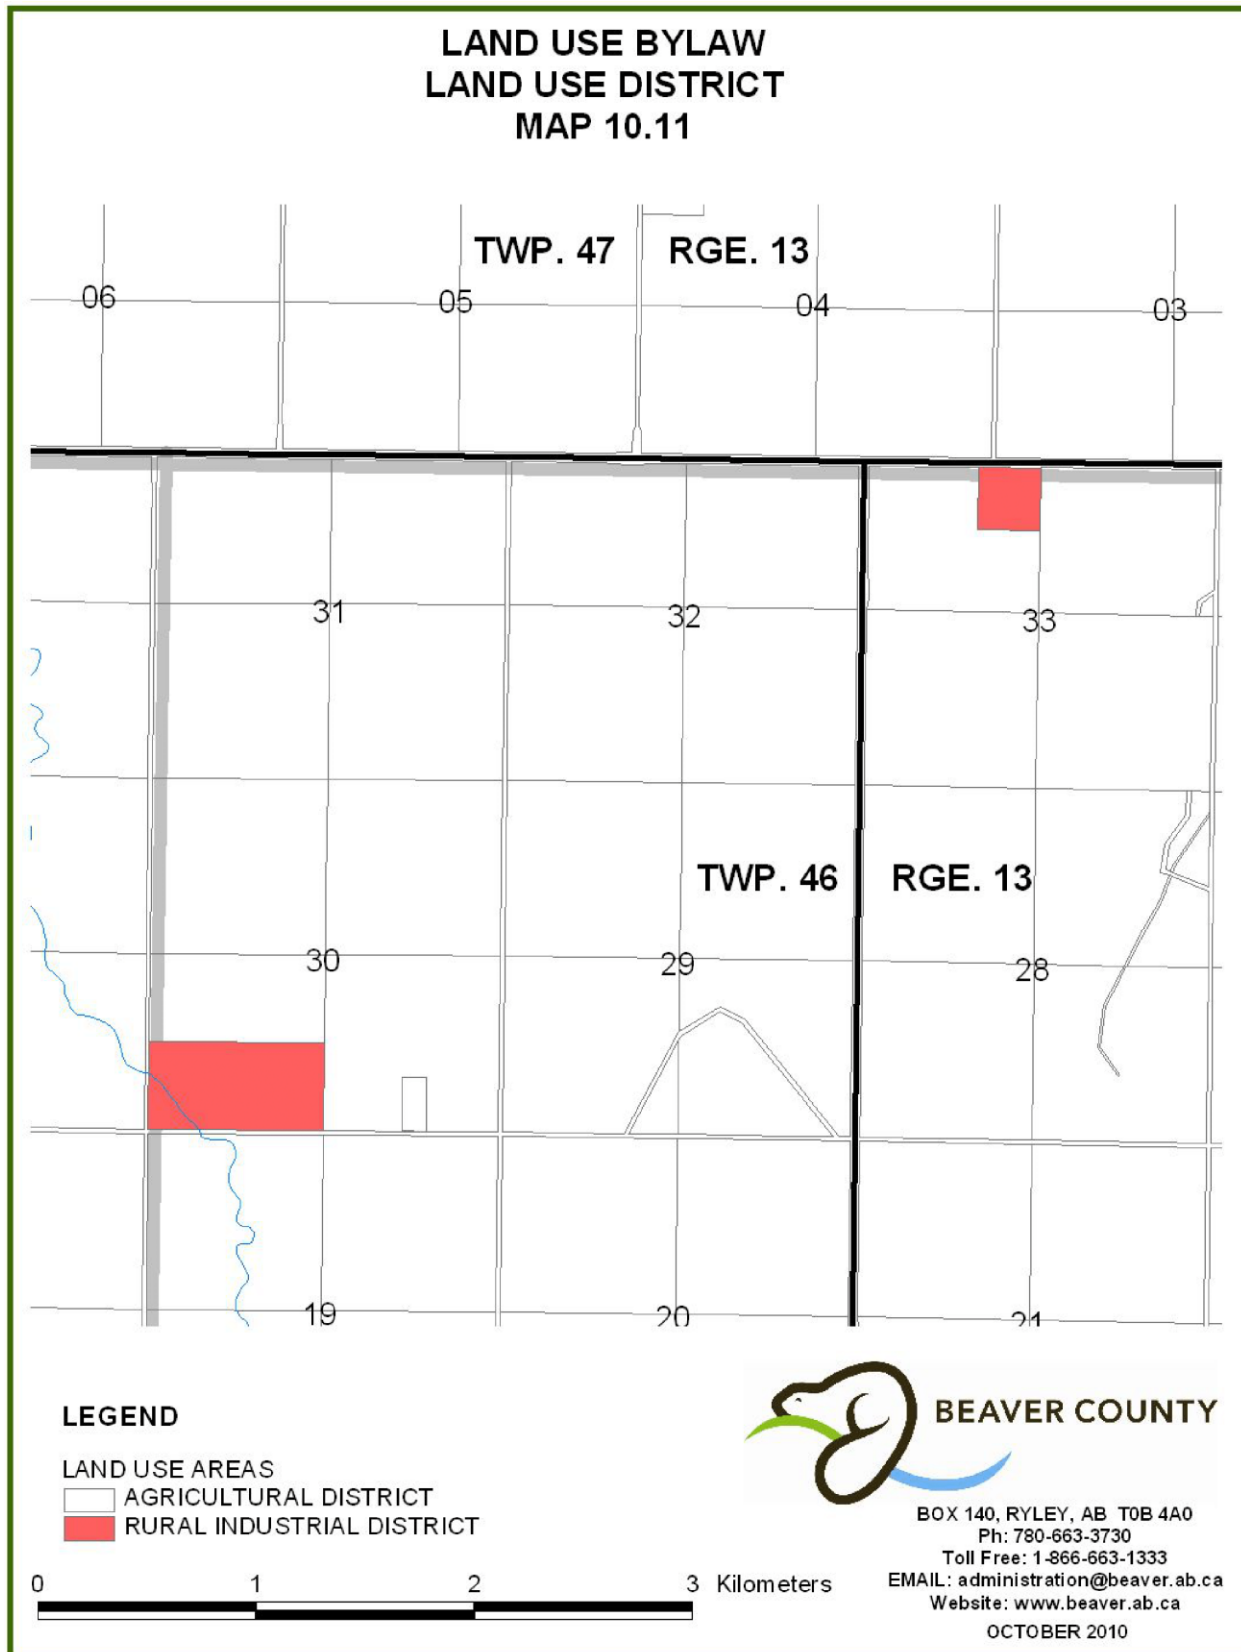 LAND USE BYLAW
LAND USE DISTRICT
MAP 10.11
TWP. 47 RGE. 13
06 05 04 03
31 32 33
TWP. 46 RGE. 13
30 29 28
19 20 21
LEGEND
LAND USE AREAS
AGRICULTURAL DISTRICT
RURAL INDUSTRIAL DISTRICT
0 1 2 3 Kilometers
BEAVER COUNTY
BOX 140, RYLEY, AB T0B 4A0
Ph: 780-663-3730
Toll Free: 1-866-663-1333
EMAIL: administration@beaver.ab.ca
Website: www.beaver.ab.ca
OCTOBER 2010